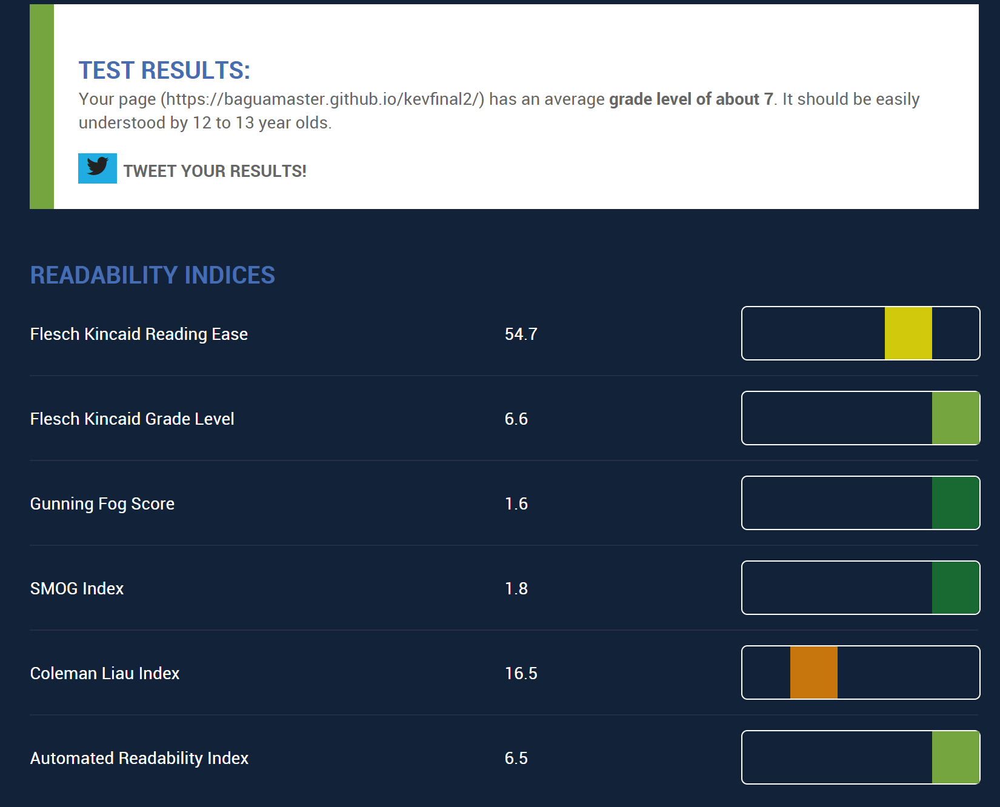 TEST RESULTS:
Your page (https://baguamaster.github.io/kevfinal2/) has an average grade level of about 7. It should be easily
understood by 12 to 13 year olds.
TWEET YOUR RESULTS!
READABILITY INDICES
Flesch Kincaid Reading Ease 54.7
Flesch Kincaid Grade Level 6.6
Gunning Fog Score 1.6
SMOG Index 1.8
Coleman Liau Index 16.5
Automated Readability Index 6.5